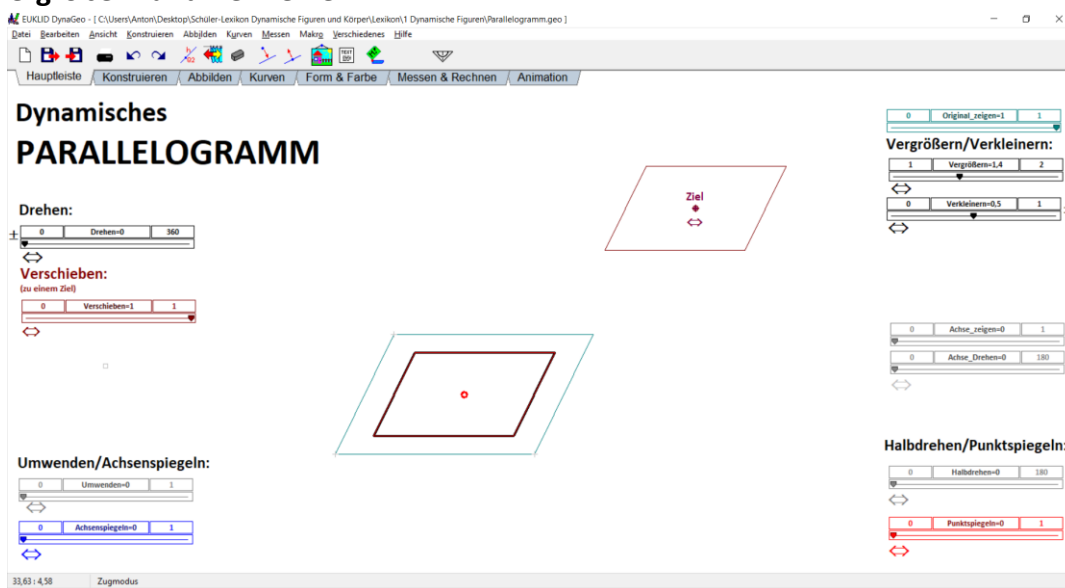 EUKLID DynaGeo - [ C:\Users\Anton\Desktop\Schüler-Lexikon Dynamische Figuren und Körper\Lexikon\1 Dynamische Figuren\Parallelogramm.geo ]
Datei Bearbeiten Ansicht Konstruieren Abbilden Kurven Messen Makro Verschiedenes Hilfe
Hauptleiste Konstruieren Abbilden Kurven Form & Farbe Messen & Rechnen Animation
Dynamisches
PARALLELOGRAMM
0 Original_zeigen=1 1
Vergrößern/Verkleinern:
1 Vergrößern=1,4 2
0 Verkleinern=0,5 1
Ziel
Drehen:
± 0 Drehen=0 360
Verschieben:
(zu einem Ziel)
0 Verschieben=1 1
0 Achse_zeigen=0 1
0 Achse_Drehen=0 180
Umwenden/Achsenspiegeln:
0 Umwenden=0 1
0 Achsenspiegeln=0 1
Halbdrehen/Punktspiegeln:
0 Halbdrehen=0 180
0 Punktspiegeln=0 1
33,63 : 4,58 Zugmodus